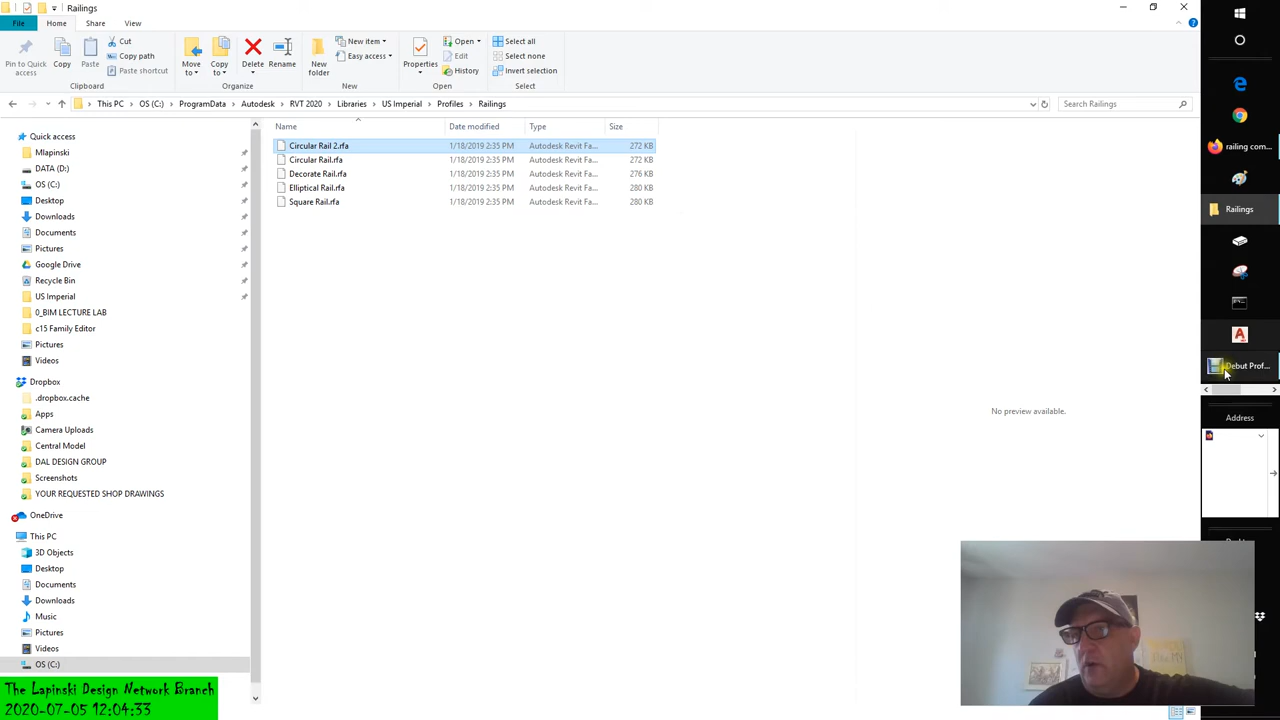 Railings
File
Home
Share
View
Pin to Quick access
Copy
Paste
Cut
Copy path
Paste shortcut
Move to
Copy to
Delete
Rename
New folder
New item
Easy access
Properties
Open
Edit
History
Select all
Select none
Invert selection
Clipboard
Organize
New
Open
Select
This PC > OS (C:) > ProgramData > Autodesk > RVT 2020 > Libraries > US Imperial > Profiles > Railings
Search Railings
Name Date modified Type Size
Circular Rail 2.rfa 1/18/2019 2:35 PM Autodesk Revit Fa... 272 KB
Circular Rail.rfa 1/18/2019 2:35 PM Autodesk Revit Fa... 272 KB
Decorate Rail.rfa 1/18/2019 2:35 PM Autodesk Revit Fa... 276 KB
Elliptical Rail.rfa 1/18/2019 2:35 PM Autodesk Revit Fa... 280 KB
Square Rail.rfa 1/18/2019 2:35 PM Autodesk Revit Fa... 280 KB
Quick access
Mlapinski
DATA (D:)
OS (C:)
Desktop
Downloads
Documents
Pictures
Google Drive
Recycle Bin
US Imperial
0_BIM LECTURE LAB
c15 Family Editor
Pictures
Videos
Dropbox
.dropbox.cache
Apps
Camera Uploads
Central Model
DAL DESIGN GROUP
Screenshots
YOUR REQUESTED SHOP DRAWINGS
OneDrive
This PC
3D Objects
Desktop
Documents
Downloads
Music
Pictures
Videos
OS (C:)
No preview available.
railing com...
Railings
Debut Prof...
Address
The Lapinski Design Network Branch
2020-07-05 12:04:33